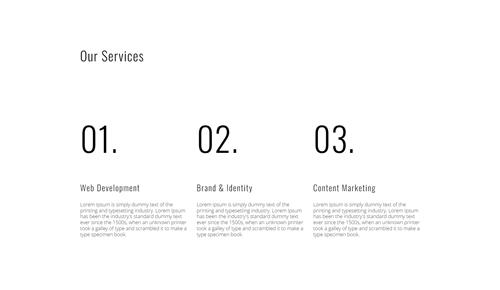 Our Services
01.
02.
03.
Web Development
Brand & Identity
Content Marketing
Lorem Ipsum is simply dummy text of the
printing and typesetting industry. Lorem Ipsum
has been the industry's standard dummy text
ever since the 1500s, when an unknown printer
took a galley of type and scrambled it to make a
type specimen book.
Lorem Ipsum is simply dummy text of the
printing and typesetting industry. Lorem Ipsum
has been the industry's standard dummy text
ever since the 1500s, when an unknown printer
took a galley of type and scrambled it to make a
type specimen book.
Lorem Ipsum is simply dummy text of the
printing and typesetting industry. Lorem Ipsum
has been the industry's standard dummy text
ever since the 1500s, when an unknown printer
took a galley of type and scrambled it to make a
type specimen book.